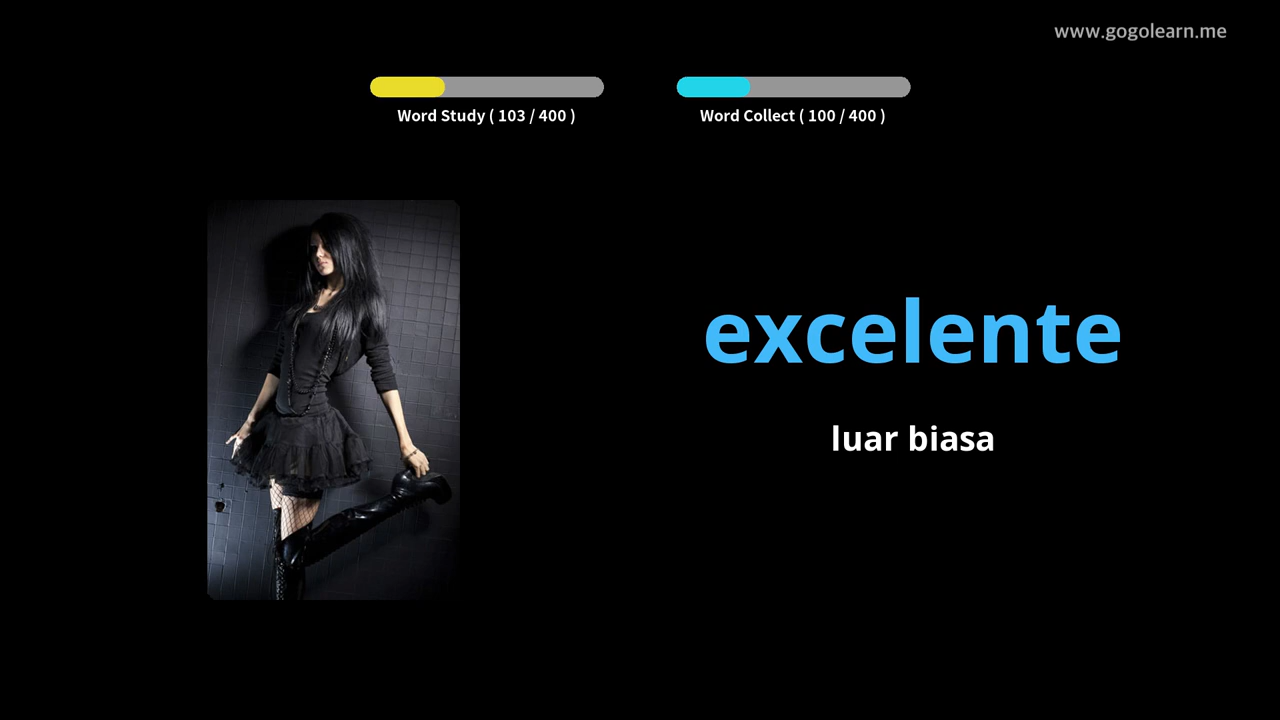 www.gogolearn.me
Word Study ( 103 / 400 )
Word Collect ( 100 / 400 )
excelente
luar biasa